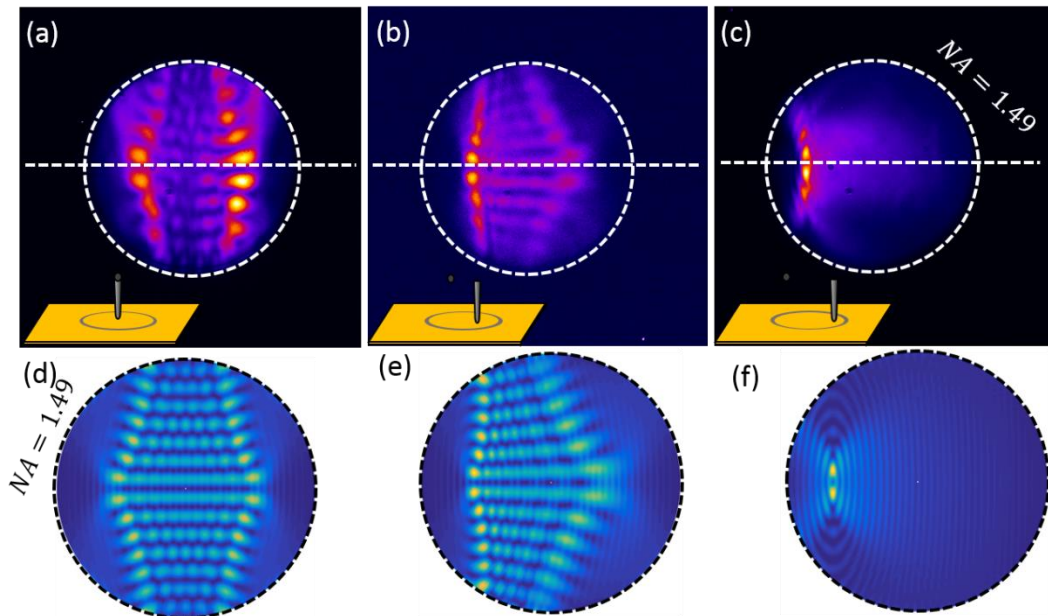 (a)
(b)
(c)
NA = 1.49
(d)
(e)
(f)
NA = 1.49